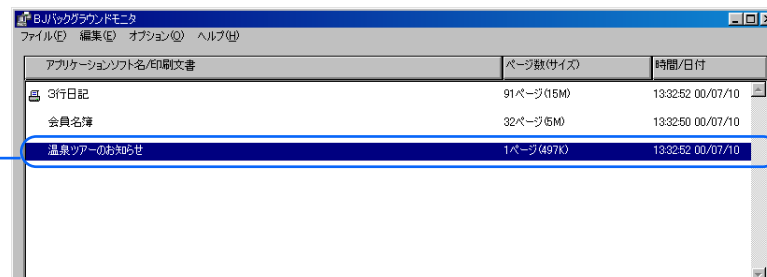 BJバックグラウンドモニタ
ファイル(F) 編集(E) オプション(O) ヘルプ(H)
アプリケーションソフト名/印刷文書 ページ数(サイズ) 時間/日付
3行日記 91ページ(15M) 13:32:52 00/07/10
会員名簿 32ページ(5M) 13:32:50 00/07/10
温泉ツアーのお知らせ 1ページ(497K) 13:32:52 00/07/10